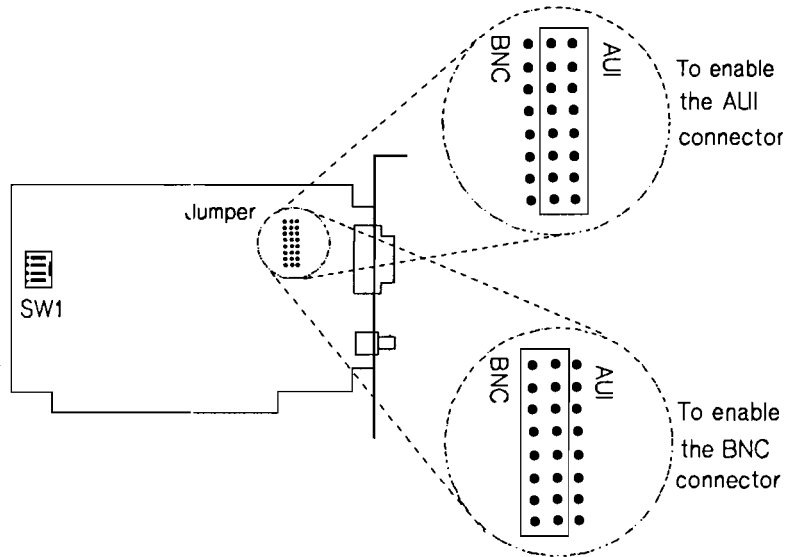 BNC
AUI
To enable
the AUI
connector
Jumper
SW1
BNC
AUI
To enable
the BNC
connector